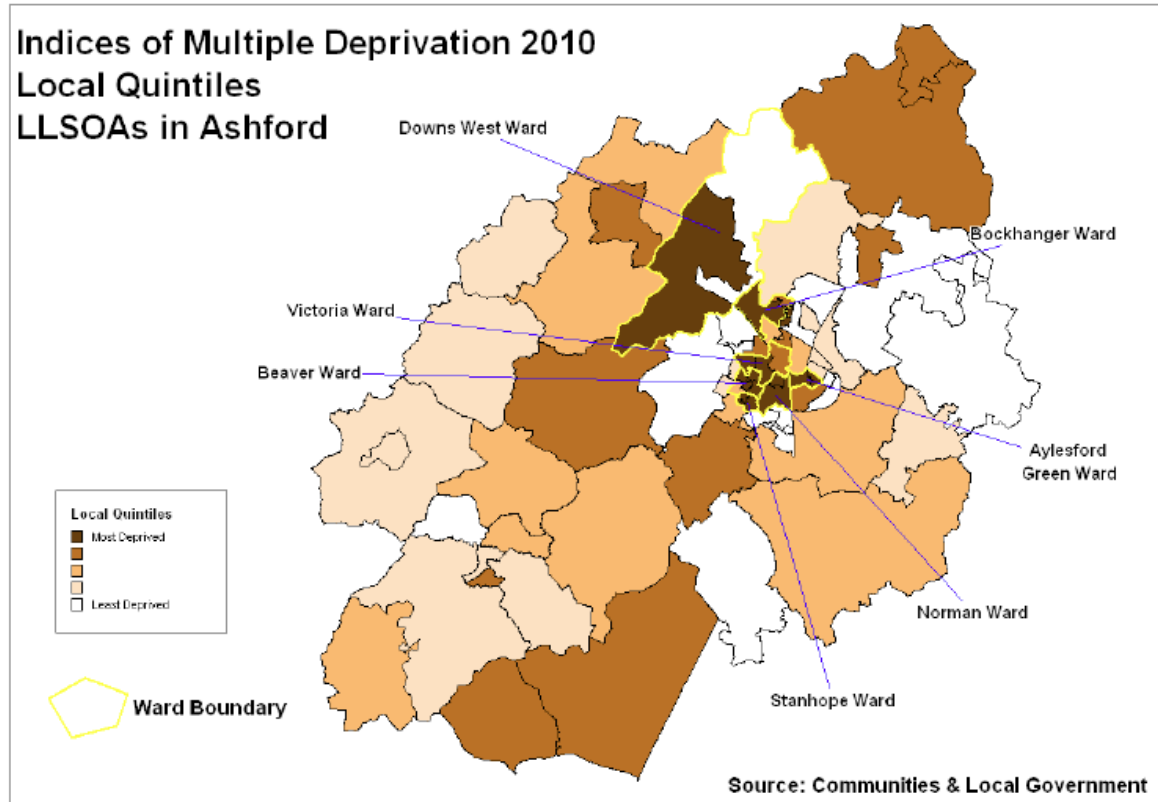 Indices of Multiple Deprivation 2010
Local Quintiles
LLSOAs in Ashford
Downs West Ward
Bockhanger Ward
Victoria Ward
Beaver Ward
Aylesford
Green Ward
Local Quintiles
Most Deprived
Least Deprived
Norman Ward
Stanhope Ward
Ward Boundary
Source: Communities & Local Government